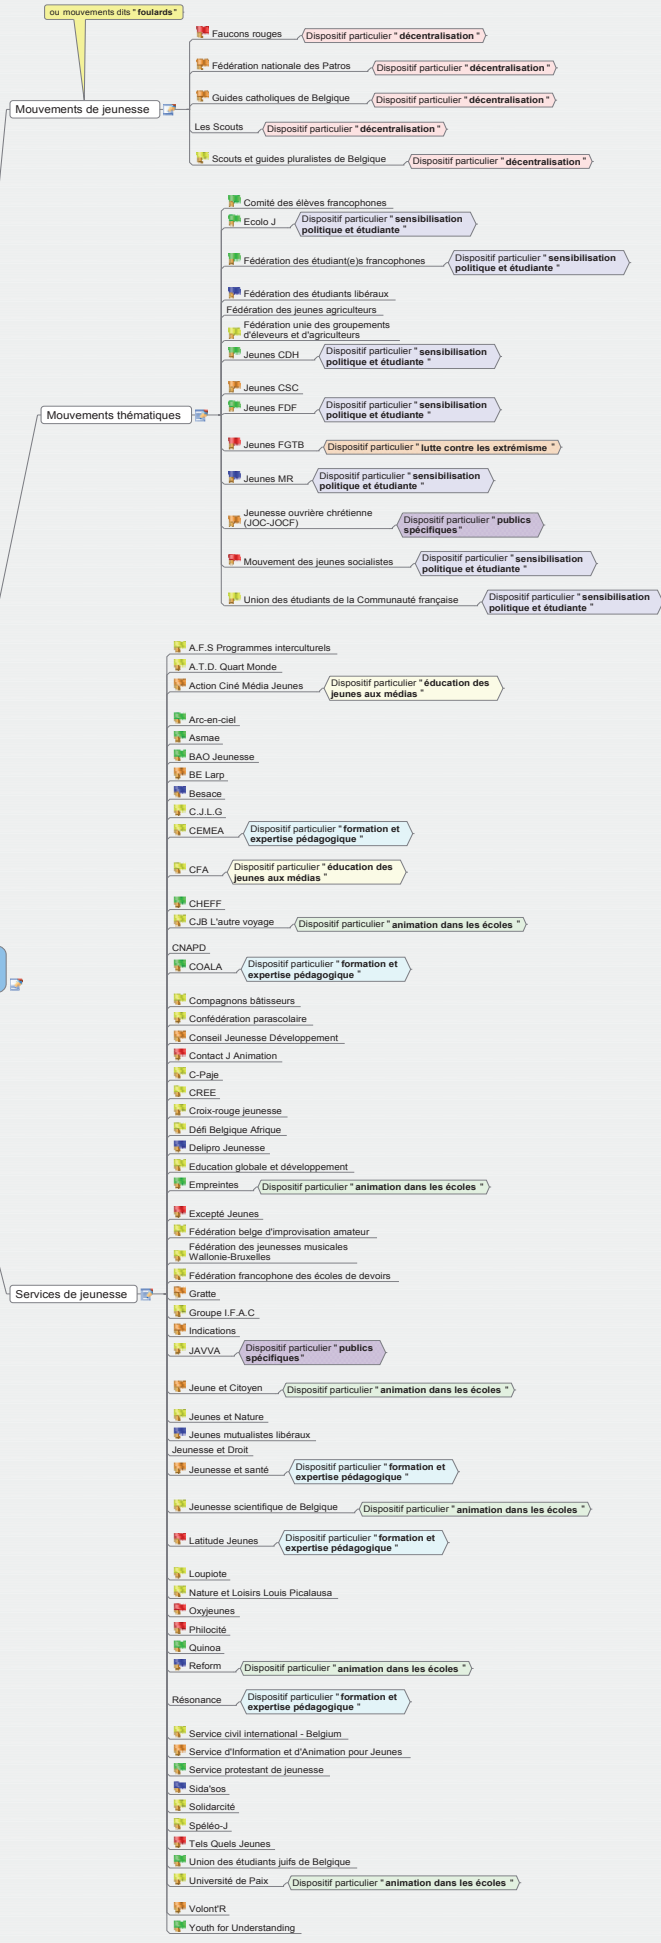 ou mouvements dits "foulards"
Mouvements de jeunesse
Faucons rouges
Dispositif particulier "décentralisation"
Fédération nationale des Patros
Dispositif particulier "décentralisation"
Guides catholiques de Belgique
Dispositif particulier "décentralisation"
Les Scouts
Dispositif particulier "décentralisation"
Scouts et guides pluralistes de Belgique
Dispositif particulier "décentralisation"
Mouvements thématiques
Comité des élèves francophones
Ecolo J
Dispositif particulier "sensibilisation
politique et étudiante"
Fédération des étudiant(e)s francophones
Dispositif particulier "sensibilisation
politique et étudiante"
Fédération des étudiants libéraux
Fédération des jeunes agriculteurs
Fédération unie des groupements
d'éleveurs et d'agriculteurs
Jeunes CDH
Dispositif particulier "sensibilisation
politique et étudiante"
Jeunes CSC
Jeunes FDF
Dispositif particulier "sensibilisation
politique et étudiante"
Jeunes FGTB
Dispositif particulier "lutte contre les extrémisme"
Jeunes MR
Dispositif particulier "sensibilisation
politique et étudiante"
Jeunesse ouvrière chrétienne
(JOC-JOCF)
Dispositif particulier "publics
spécifiques"
Mouvement des jeunes socialistes
Dispositif particulier "sensibilisation
politique et étudiante"
Union des étudiants de la Communauté française
Dispositif particulier "sensibilisation
politique et étudiante"
Services de jeunesse
A.F.S Programmes interculturels
A.T.D. Quart Monde
Action Ciné Média Jeunes
Dispositif particulier "éducation des
jeunes aux médias"
Arc-en-ciel
Asmae
BAO Jeunesse
BE Larp
Besace
C.J.L.G
CEMEA
Dispositif particulier "formation et
expertise pédagogique"
CFA
Dispositif particulier "éducation des
jeunes aux médias"
CHEFF
CJB L'autre voyage
Dispositif particulier "animation dans les écoles"
CNAPD
COALA
Dispositif particulier "formation et
expertise pédagogique"
Compagnons bâtisseurs
Confédération parascolaire
Conseil Jeunesse Développement
Contact J Animation
C-Paje
CREE
Croix-rouge jeunesse
Défi Belgique Afrique
Delipro Jeunesse
Education globale et développement
Empreintes
Dispositif particulier "animation dans les écoles"
Excepté Jeunes
Fédération belge d'improvisation amateur
Fédération des jeunesses musicales
Wallonie-Bruxelles
Fédération francophone des écoles de devoirs
Gratte
Groupe I.F.A.C
Indications
JAVVA
Dispositif particulier "publics
spécifiques"
Jeune et Citoyen
Dispositif particulier "animation dans les écoles"
Jeunes et Nature
Jeunes mutualistes libéraux
Jeunesse et Droit
Jeunesse et santé
Dispositif particulier "formation et
expertise pédagogique"
Jeunesse scientifique de Belgique
Dispositif particulier "animation dans les écoles"
Latitude Jeunes
Dispositif particulier "formation et
expertise pédagogique"
Loupiote
Nature et Loisirs Louis Picalausa
Oxyjeunes
Philocité
Quinoa
Reform
Dispositif particulier "animation dans les écoles"
Résonance
Dispositif particulier "formation et
expertise pédagogique"
Service civil international - Belgium
Service d'Information et d'Animation pour Jeunes
Service protestant de jeunesse
Sida'sos
Solidarcité
Spéléo-J
Tels Quels Jeunes
Union des étudiants juifs de Belgique
Université de Paix
Dispositif particulier "animation dans les écoles"
Volont'R
Youth for Understanding